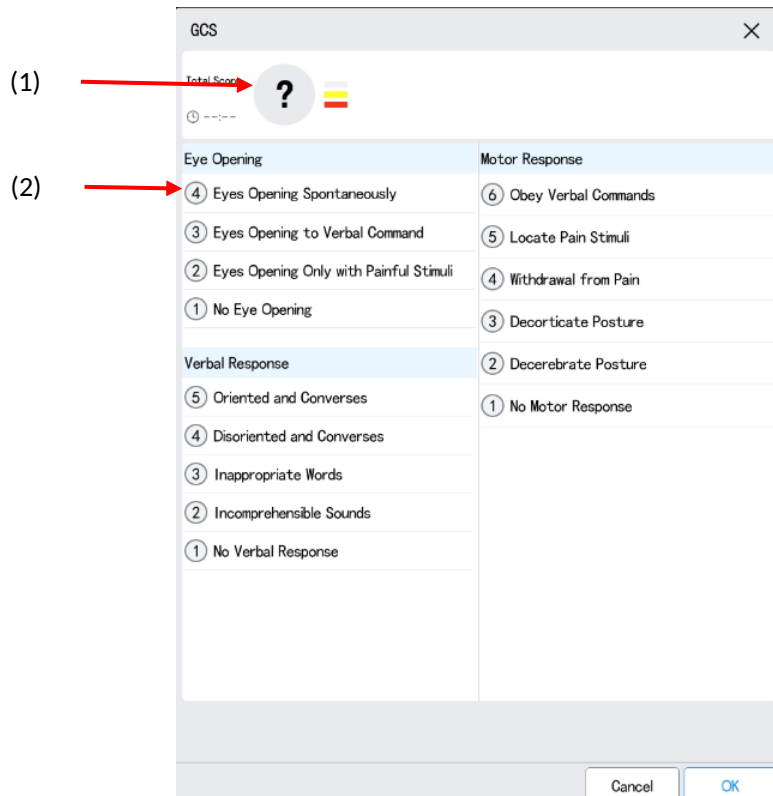 GCS
(1)
Total Score
?
--:--
(2)
Eye Opening
4 Eyes Opening Spontaneously
3 Eyes Opening to Verbal Command
2 Eyes Opening Only with Painful Stimuli
1 No Eye Opening
Verbal Response
5 Oriented and Converses
4 Disoriented and Converses
3 Inappropriate Words
2 Incomprehensible Sounds
1 No Verbal Response
Motor Response
6 Obey Verbal Commands
5 Locate Pain Stimuli
4 Withdrawal from Pain
3 Decorticate Posture
2 Decerebrate Posture
1 No Motor Response
Cancel
OK